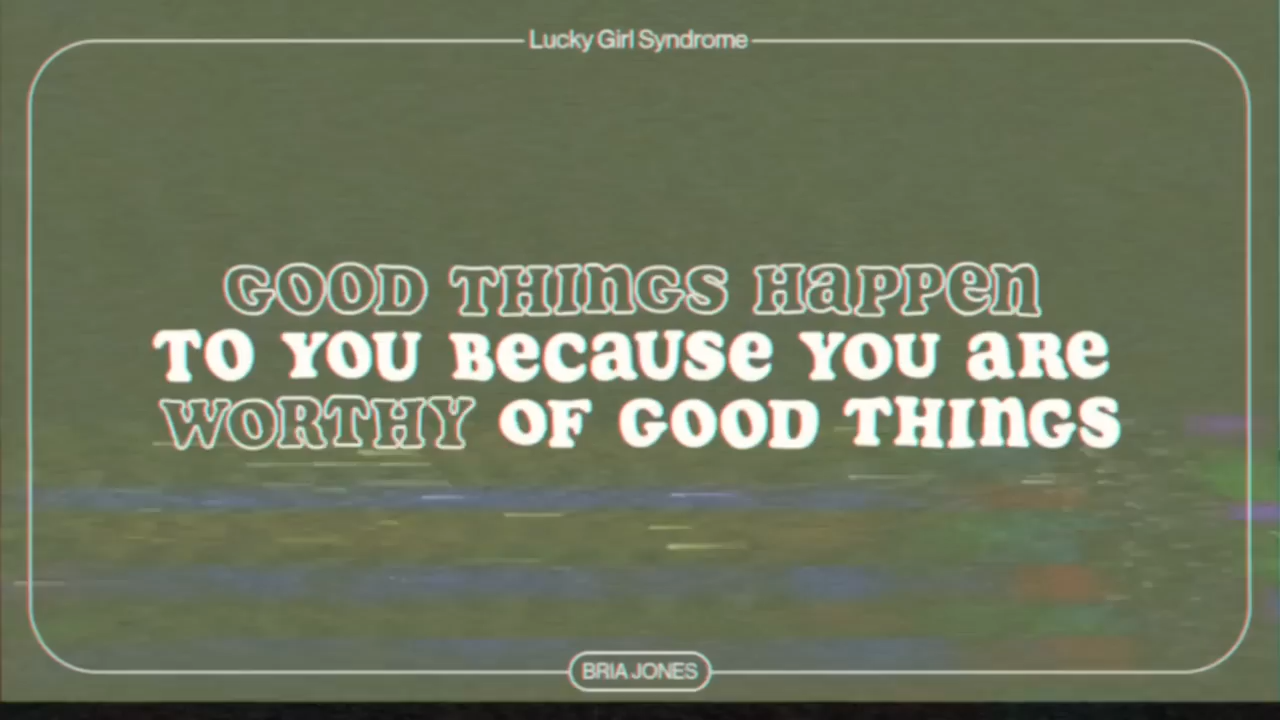 Lucky Girl Syndrome
GOOD THINGS HaPPen
TO YOU BecaUSe YOU aRe
WORTHY OF GOOD THINGS
BRIA JONES